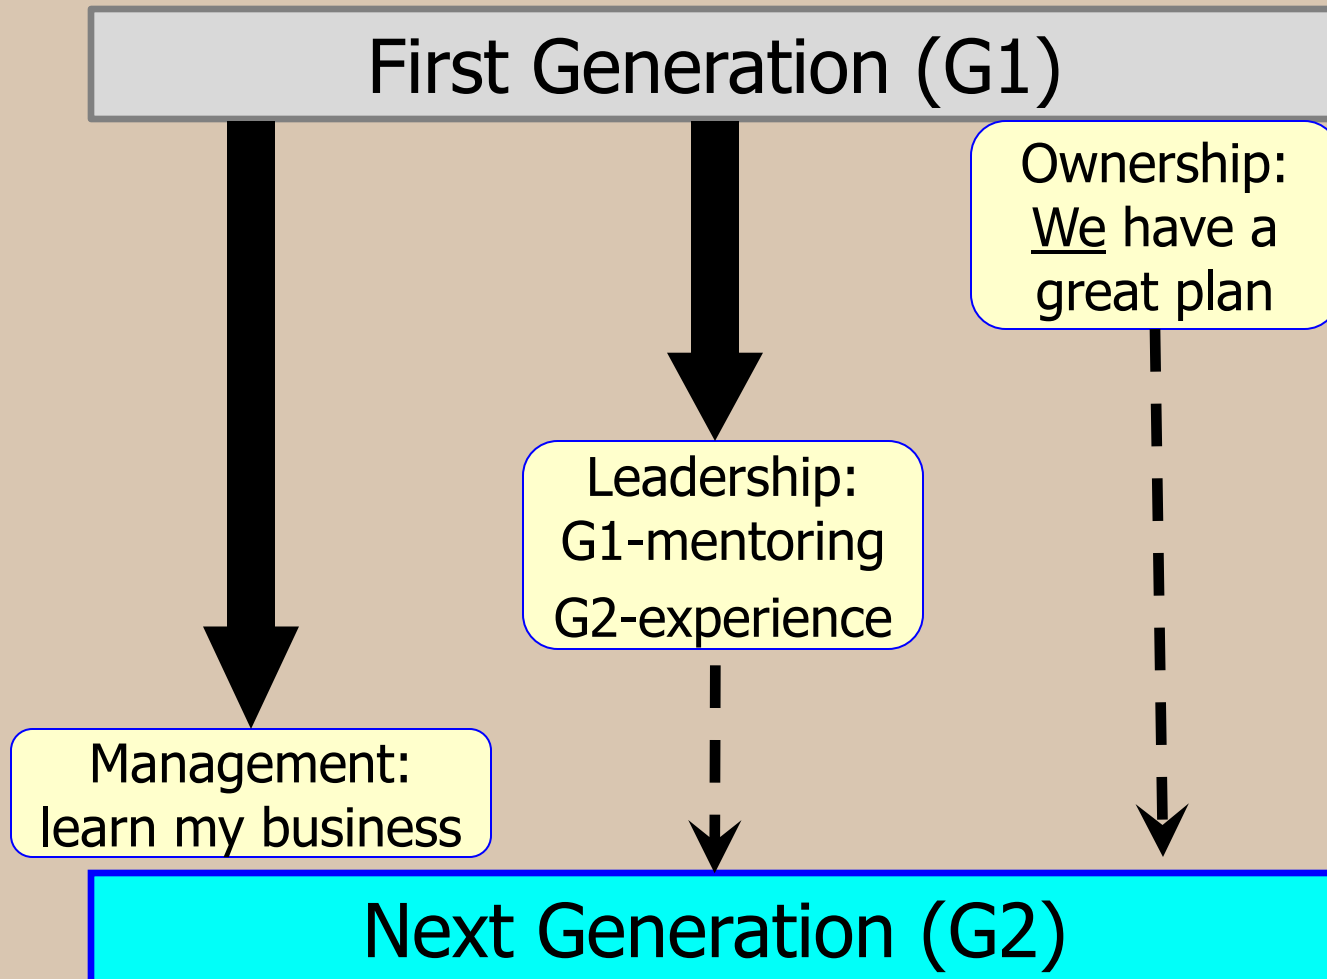 First Generation (G1)
Ownership:
We have a
great plan
Leadership:
G1-mentoring
G2-experience
Management:
learn my business
Next Generation (G2)